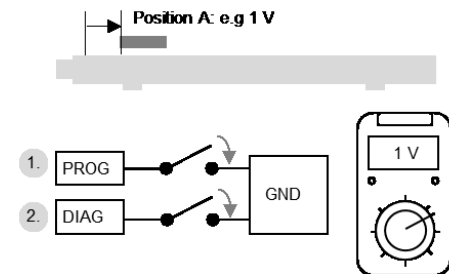 Position A: e.g 1 V
1.
PROG
2.
DIAG
GND
1 V